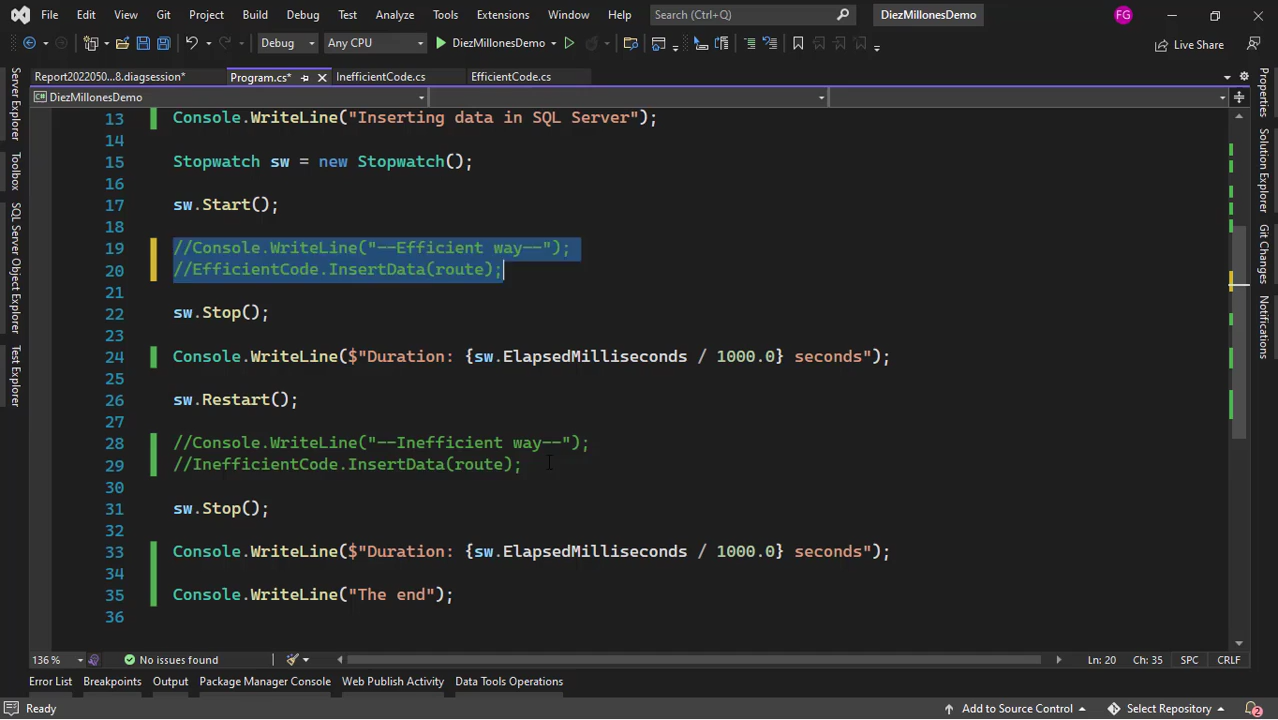 File Edit View Git Project Build Debug Test Analyze Tools Extensions Window Help Search (Ctrl+Q) DiezMillonesDemo FG
Debug Any CPU DiezMillonesDemo Live Share
Report2022050...8.diagsession* Program.cs* InefficientCode.cs EfficientCode.cs
DiezMillonesDemo
Server Explorer
Toolbox
SQL Server Object Explorer
Test Explorer
13 Console.WriteLine("Inserting data in SQL Server");
14
15 Stopwatch sw = new Stopwatch();
16
17 sw.Start();
18
19 //Console.WriteLine("--Efficient way--");
20 //EfficientCode.InsertData(route);
21
22 sw.Stop();
23
24 Console.WriteLine($"Duration: {sw.ElapsedMilliseconds / 1000.0} seconds");
25
26 sw.Restart();
27
28 //Console.WriteLine("--Inefficient way--");
29 //InefficientCode.InsertData(route);
30
31 sw.Stop();
32
33 Console.WriteLine($"Duration: {sw.ElapsedMilliseconds / 1000.0} seconds");
34
35 Console.WriteLine("The end");
36
Properties
Solution Explorer
Git Changes
Notifications
136 % No issues found Ln: 20 Ch: 35 SPC CRLF
Error List Breakpoints Output Package Manager Console Web Publish Activity Data Tools Operations
Ready Add to Source Control Select Repository 2